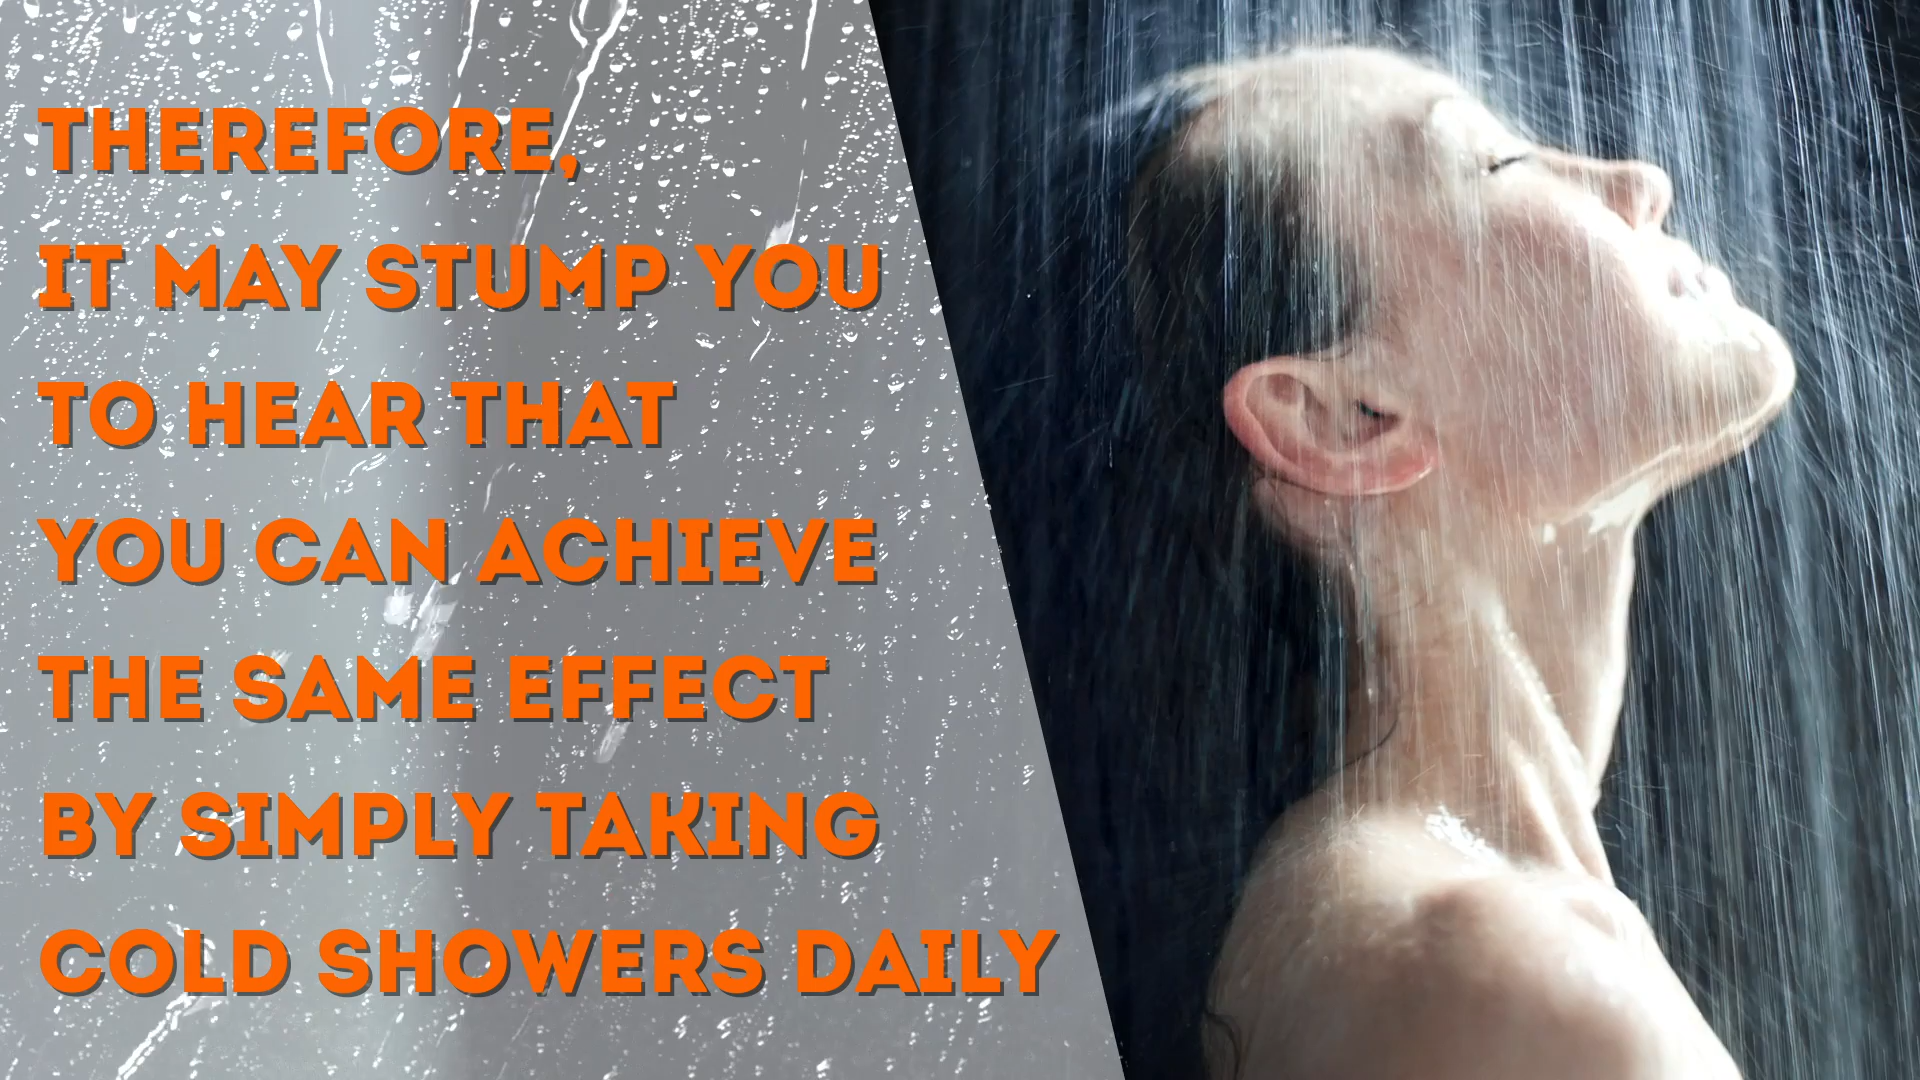 THEREFORE,
IT MAY STUMP YOU
TO HEAR THAT
YOU CAN ACHIEVE
THE SAME EFFECT
BY SIMPLY TAKING
COLD SHOWERS DAILY